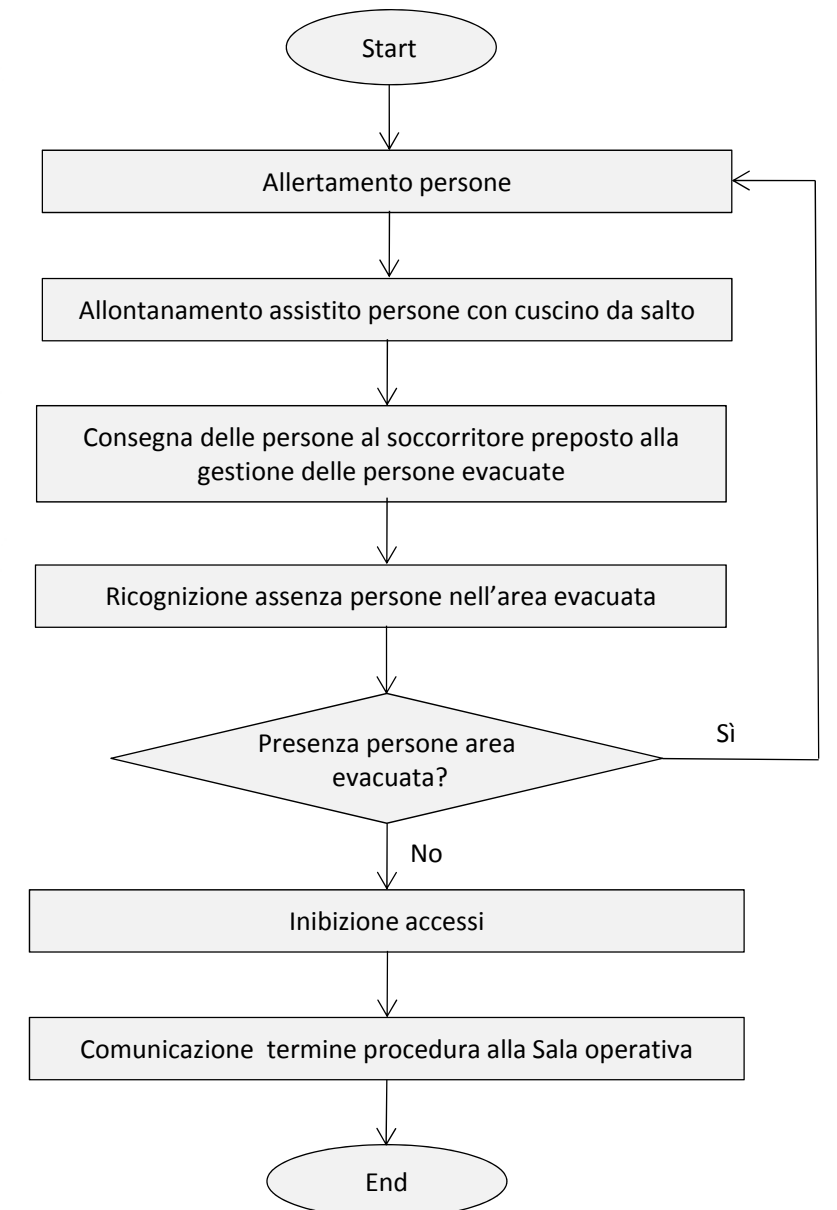 Start
Allertamento persone
Allontanamento assistito persone con cuscino da salto
Consegna delle persone al soccorritore preposto alla
gestione delle persone evacuate
Ricognizione assenza persone nell’area evacuata
Presenza persone area
evacuata?
Sì
No
Inibizione accessi
Comunicazione termine procedura alla Sala operativa
End